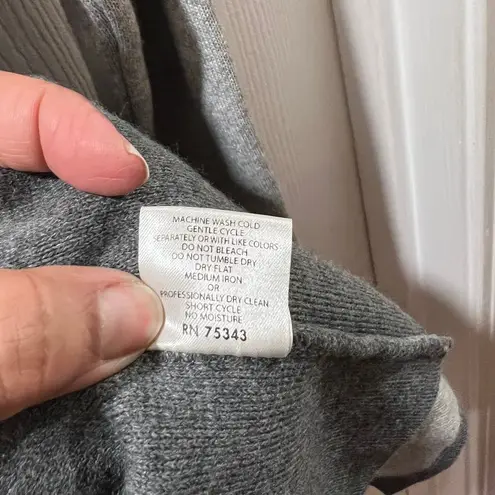 MACHINE WASH COLD
GENTLE CYCLE
SEPARATELY OR WITH LIKE COLORS
DO NOT BLEACH
DO NOT TUMBLE DRY
DRY FLAT
MEDIUM IRON
OR
PROFESSIONALLY DRY CLEAN
SHORT CYCLE
NO MOISTURE
RN 75343